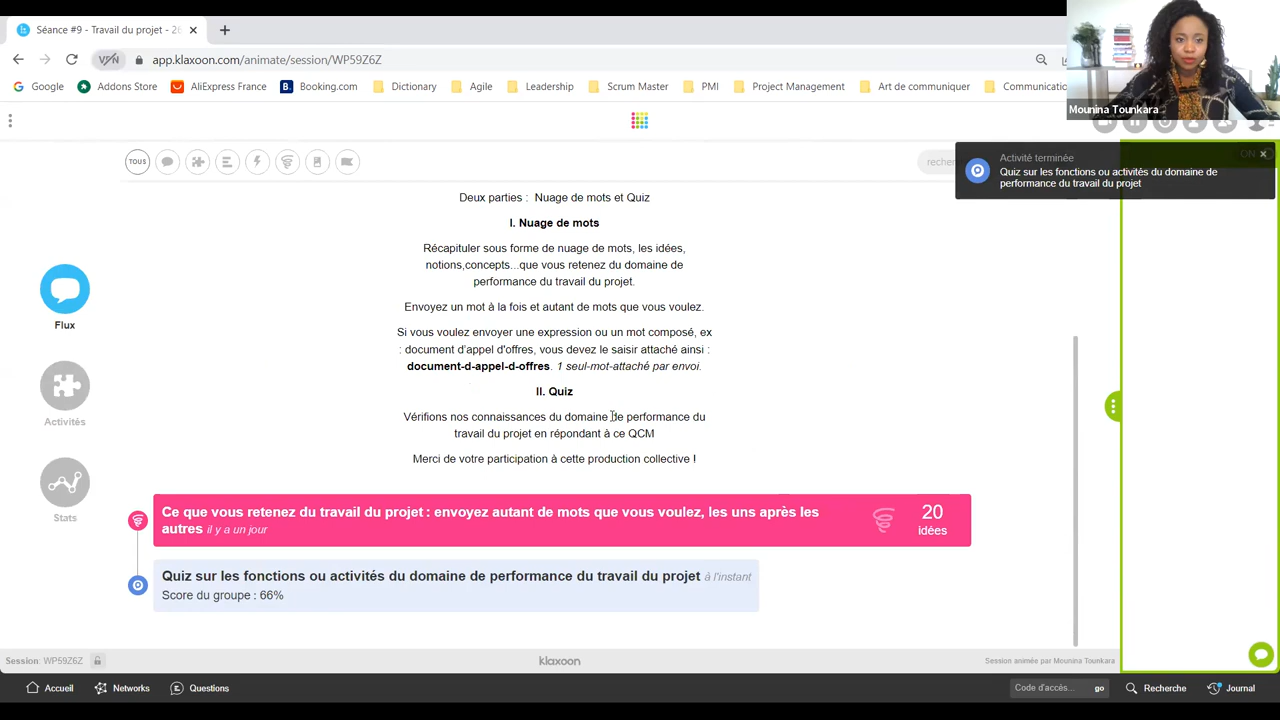 Séance #9 - Travail du projet - 2
app.klaxoon.com/animate/session/WP59Z6Z
Google
Addons Store
AliExpress France
Booking.com
Dictionary
Agile
Leadership
Scrum Master
PMI
Project Management
Art de communiquer
Mounina Tounkara
TOUS
recher
ON
Activité terminée
Quiz sur les fonctions ou activités du domaine de
performance du travail du projet
Deux parties : Nuage de mots et Quiz
I. Nuage de mots
Récapituler sous forme de nuage de mots, les idées,
notions,concepts...que vous retenez du domaine de
performance du travail du projet.
Envoyez un mot à la fois et autant de mots que vous voulez.
Si vous voulez envoyer une expression ou un mot composé, ex
: document d'appel d'offres, vous devez le saisir attaché ainsi :
document-d-appel-d-offres. 1 seul-mot-attaché par envoi.
II. Quiz
Vérifions nos connaissances du domaine de performance du
travail du projet en répondant à ce QCM
Merci de votre participation à cette production collective !
Flux
Activités
Stats
Ce que vous retenez du travail du projet : envoyez autant de mots que vous voulez, les uns après les
autres il y a un jour
20
idées
Quiz sur les fonctions ou activités du domaine de performance du travail du projet à l'instant
Score du groupe : 66%
Session: WP59Z6Z
klaxoon
Session animée par Mounina Tounkara
Accueil
Networks
Questions
Code d'accès...
go
Recherche
Journal